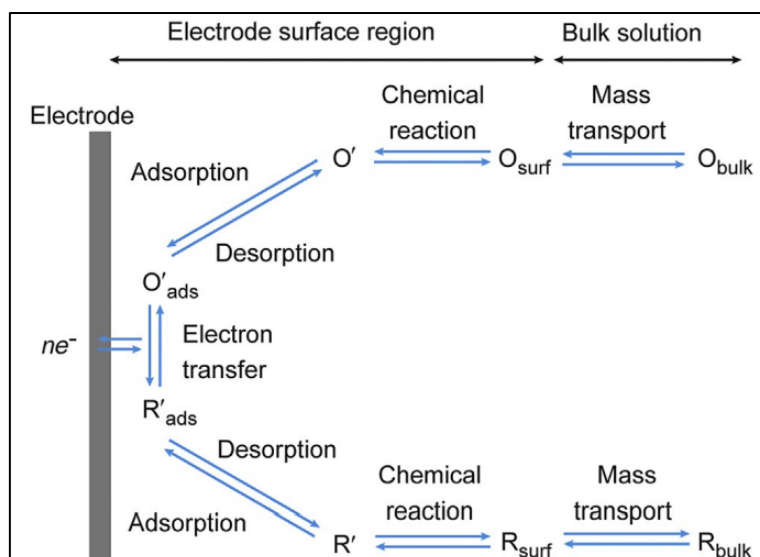 Electrode surface region
Bulk solution
Electrode
Chemical
reaction
Mass
transport
Adsorption
O′
O_surf
O_bulk
Desorption
O′_ads
ne⁻
Electron
transfer
R′_ads
Desorption
Chemical
reaction
Mass
transport
Adsorption
R′
R_surf
R_bulk